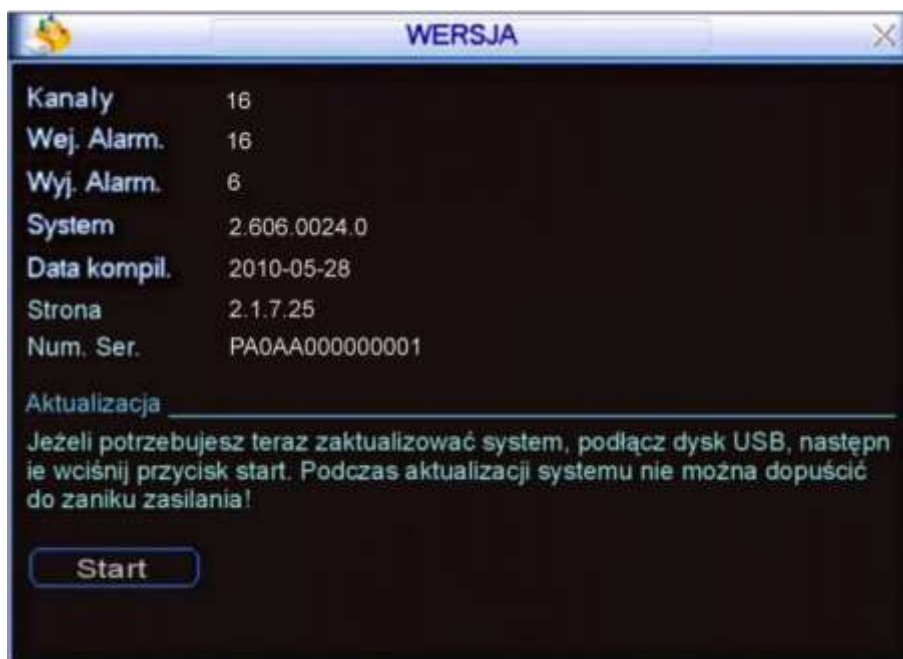 WERSJA
Kanały 16
Wej. Alarm. 16
Wyj. Alarm. 6
System 2.606.0024.0
Data kompil. 2010-05-28
Strona 2.1.7.25
Num. Ser. PA0AA000000001
Aktualizacja
Jeżeli potrzebujesz teraz zaktualizować system, podłącz dysk USB, następn
ie wciśnij przycisk start. Podczas aktualizacji systemu nie można dopuścić
do zaniku zasilania!
Start